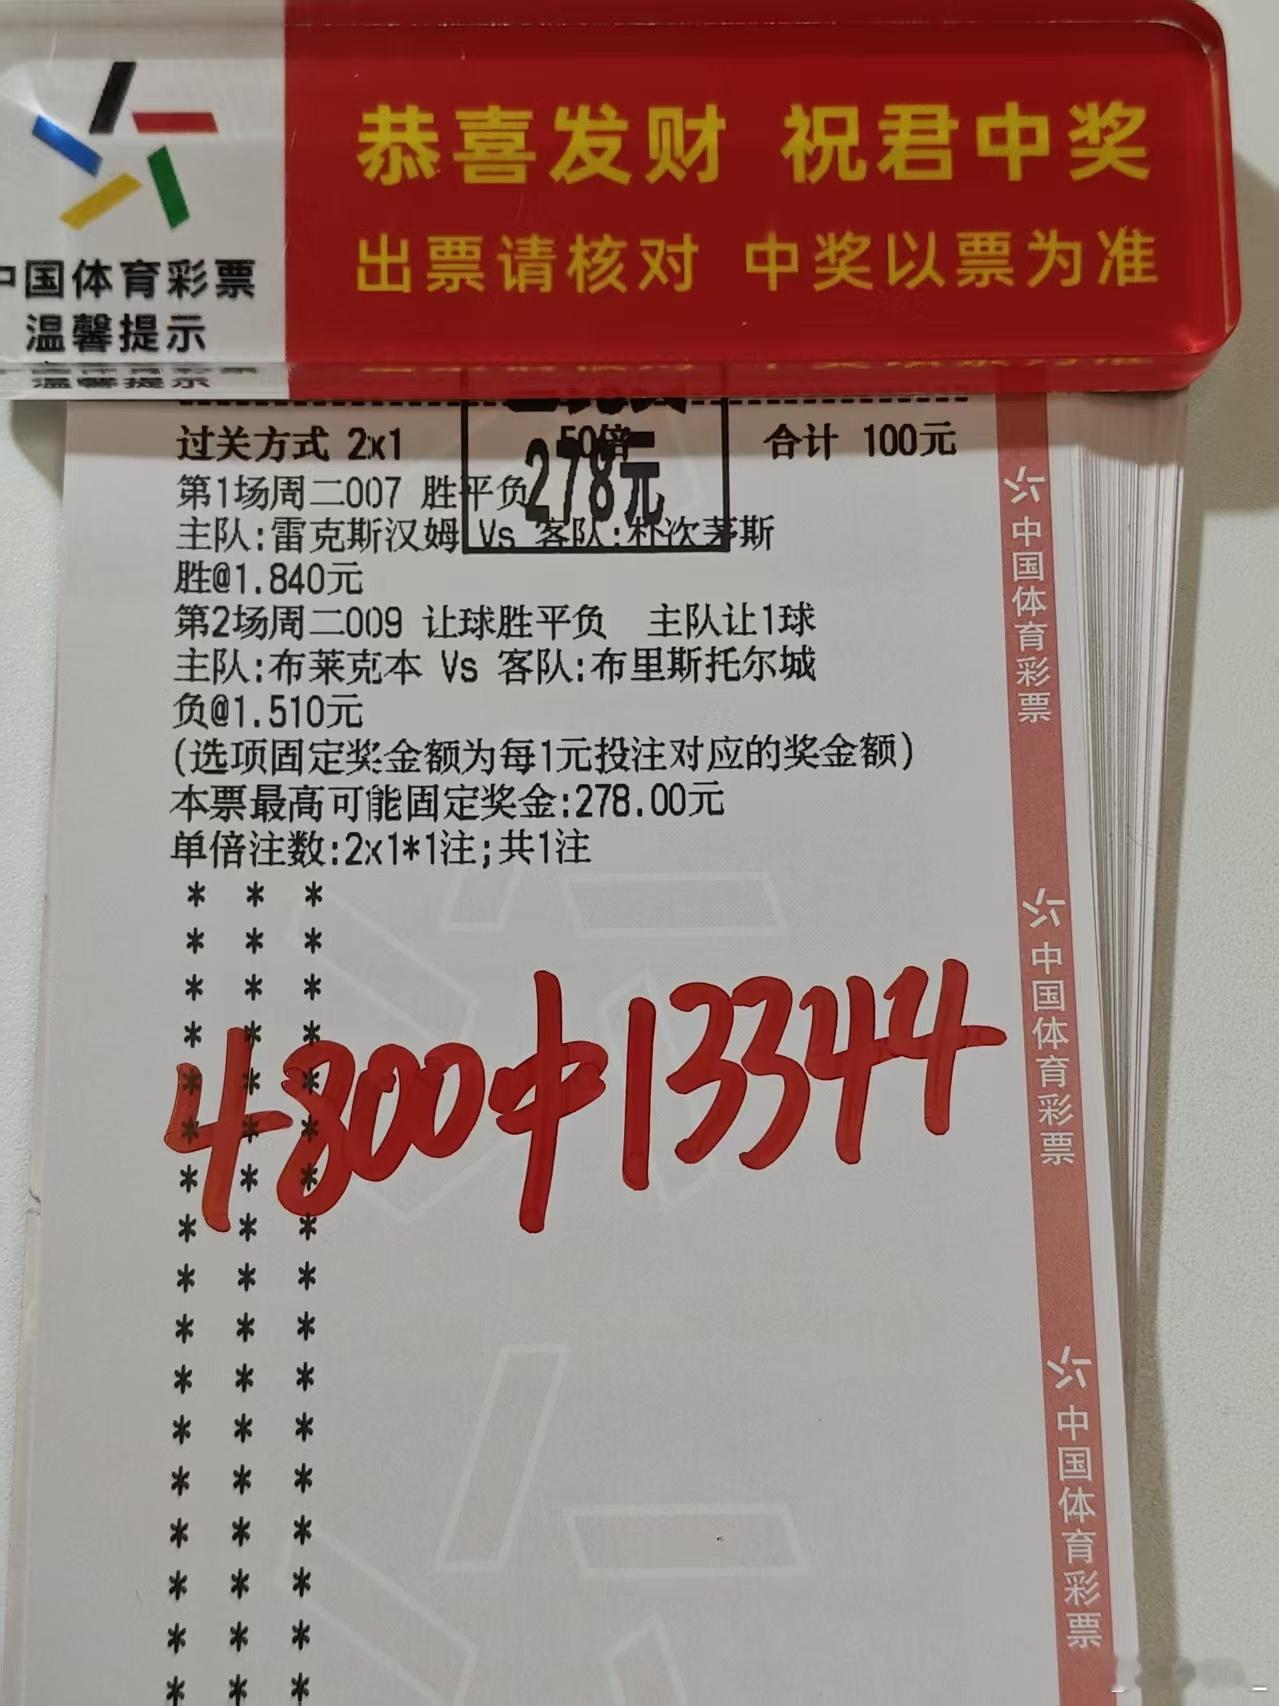 恭喜发财 祝君中奖
出票请核对 中奖以票为准
中国体育彩票
温馨提示
过关方式 2x1 50倍 合计 100元
278元
第1场周二007 胜平负
主队:雷克斯汉姆 Vs 客队:朴次茅斯
胜@1.840元
第2场周二009 让球胜平负 主队让1球
主队:布莱克本 Vs 客队:布里斯托尔城
负@1.510元
(选项固定奖金额为每1元投注对应的奖金额)
本票最高可能固定奖金:278.00元
单倍注数:2x1*1注;共1注
4800中13344
中国体育彩票
中国体育彩票
中国体育彩票